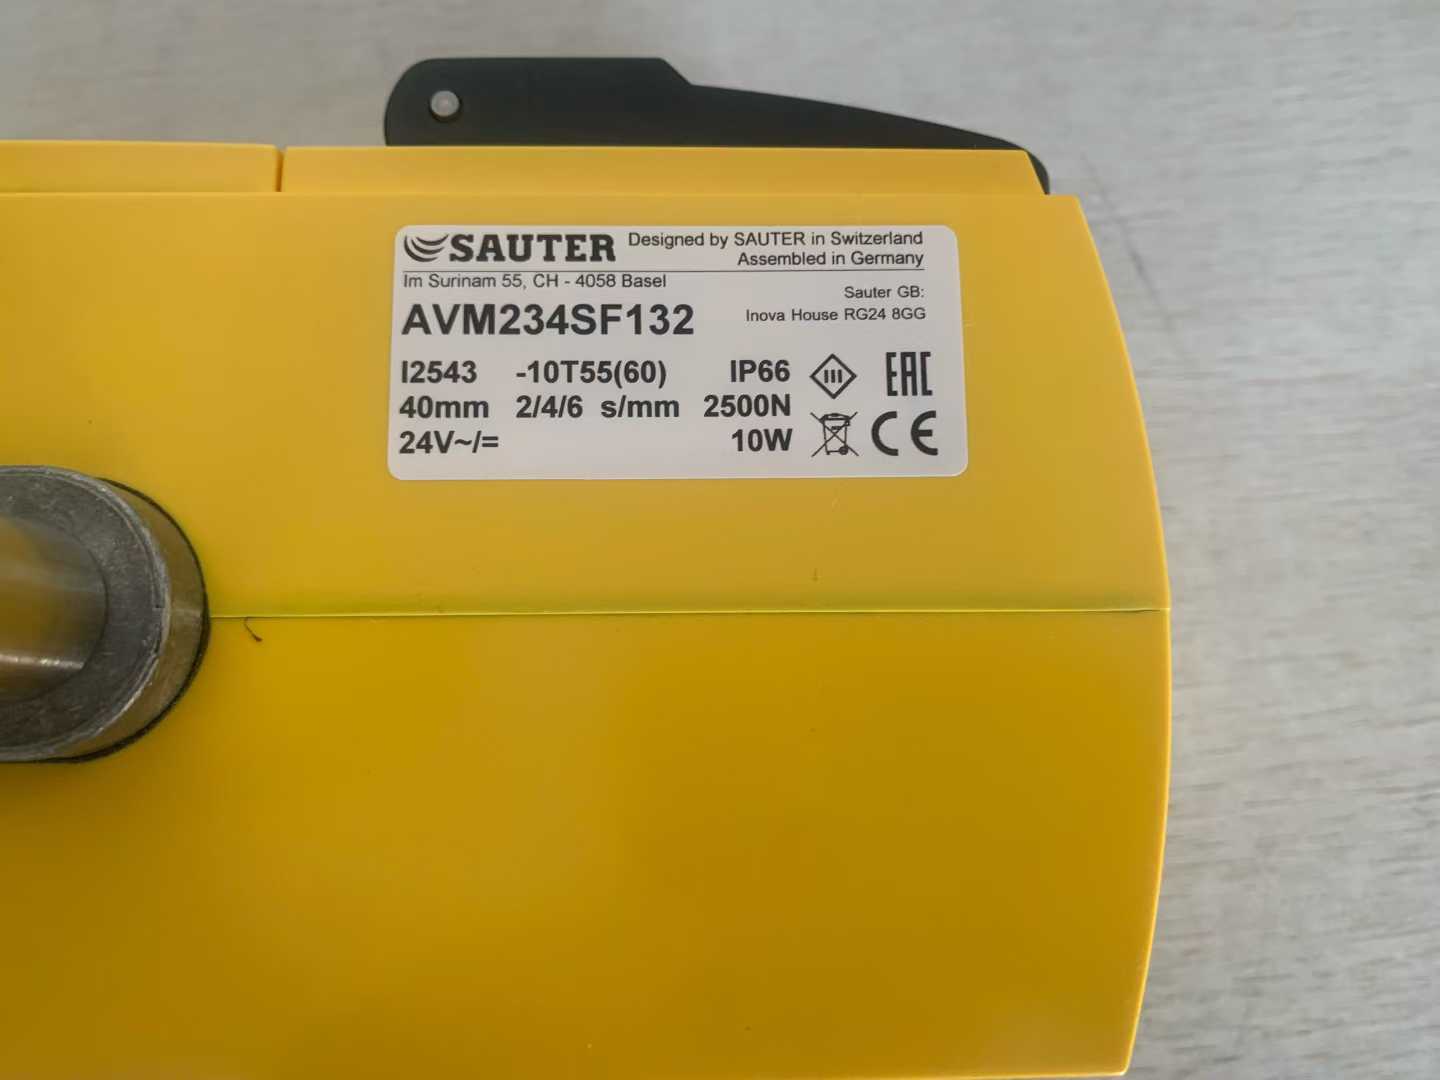 SAUTER Designed by SAUTER in Switzerland
Assembled in Germany
Im Surinam 55, CH - 4058 Basel
Sauter GB:
AVM234SF132 Inova House RG24 8GG
I2543 -10T55(60) IP66 III EAC
40mm 2/4/6 s/mm 2500N
24V~/= 10W CE